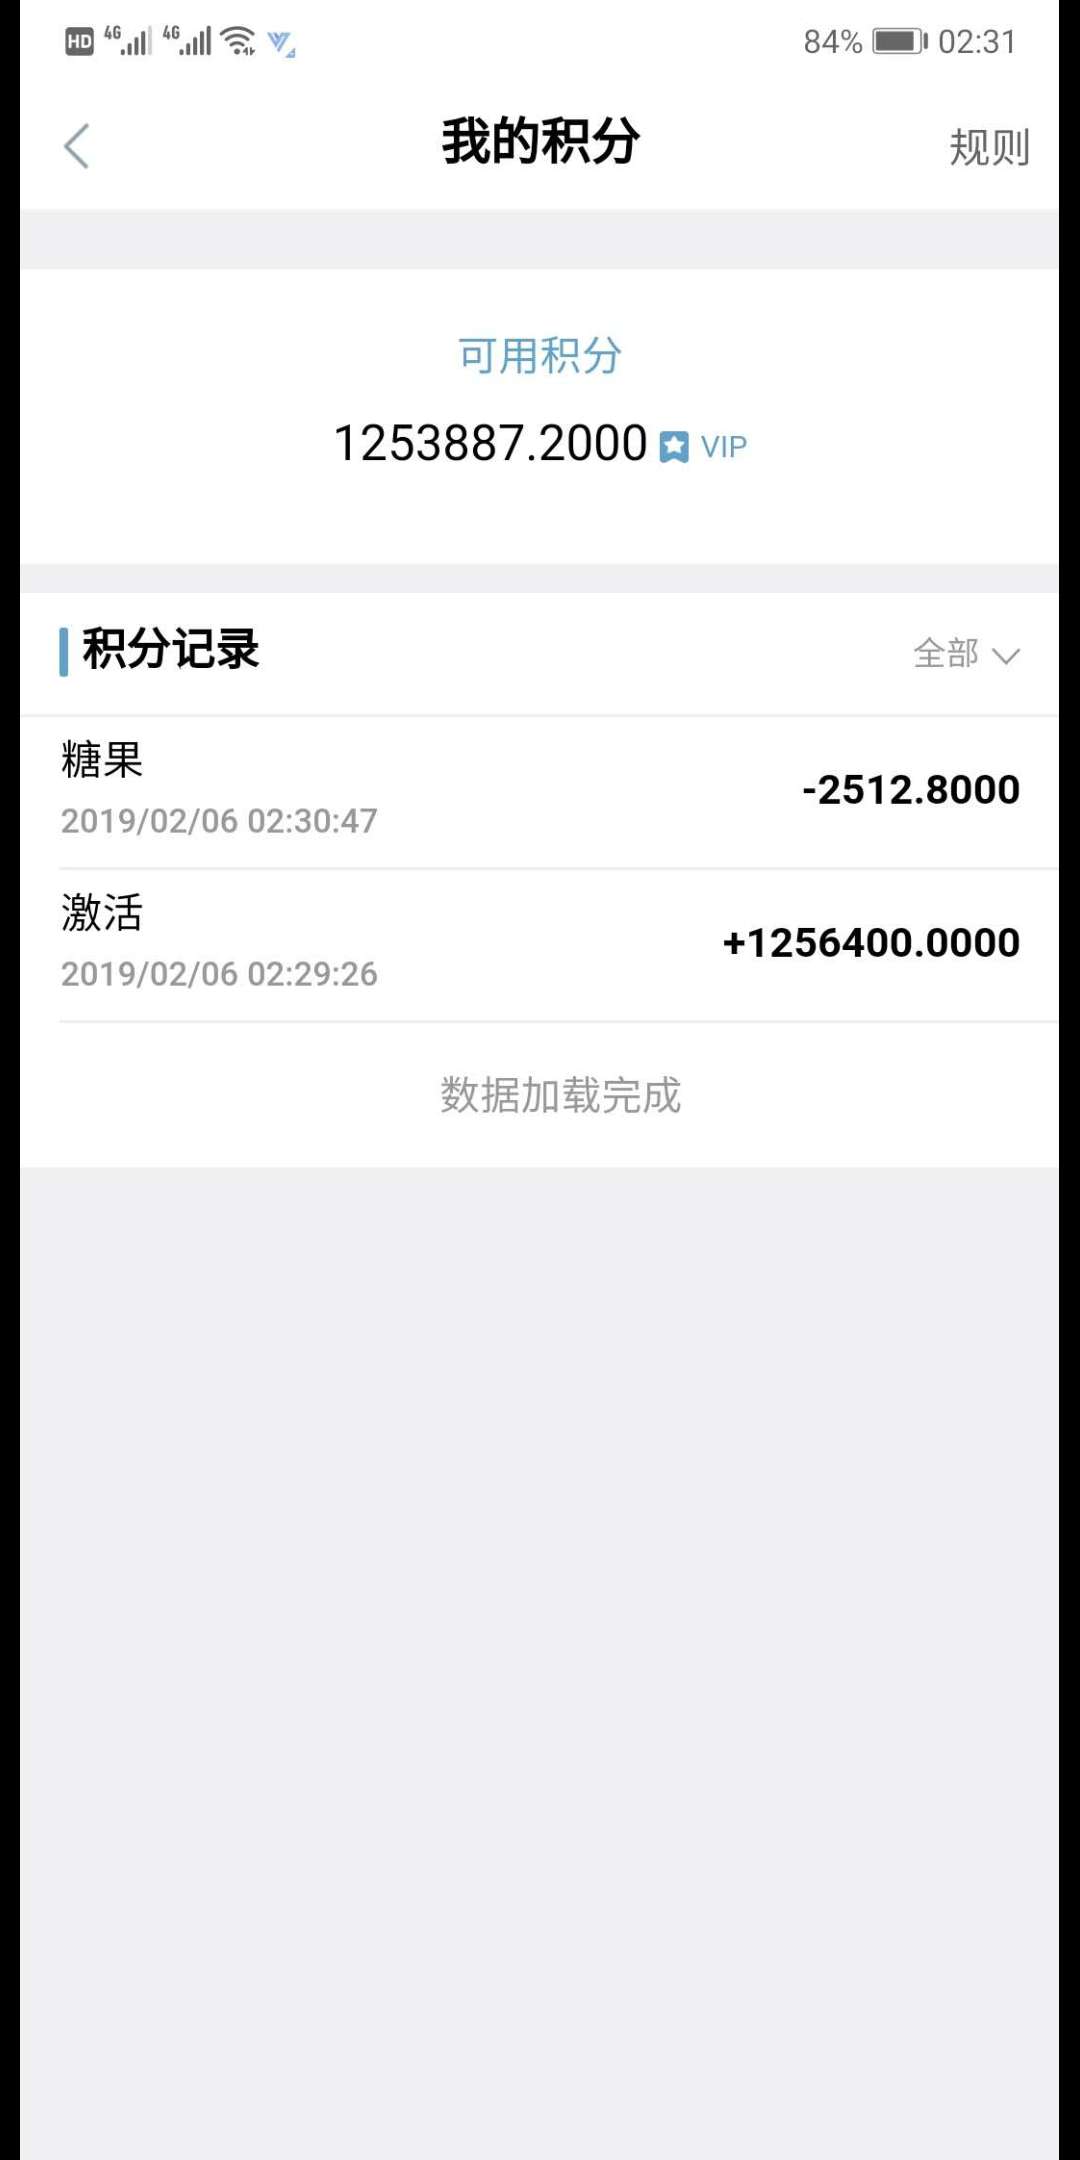 HD 4G 4G 84% 02:31
我的积分 规则
可用积分
1253887.2000 VIP
积分记录 全部
糖果
-2512.8000
2019/02/06 02:30:47
激活
+1256400.0000
2019/02/06 02:29:26
数据加载完成